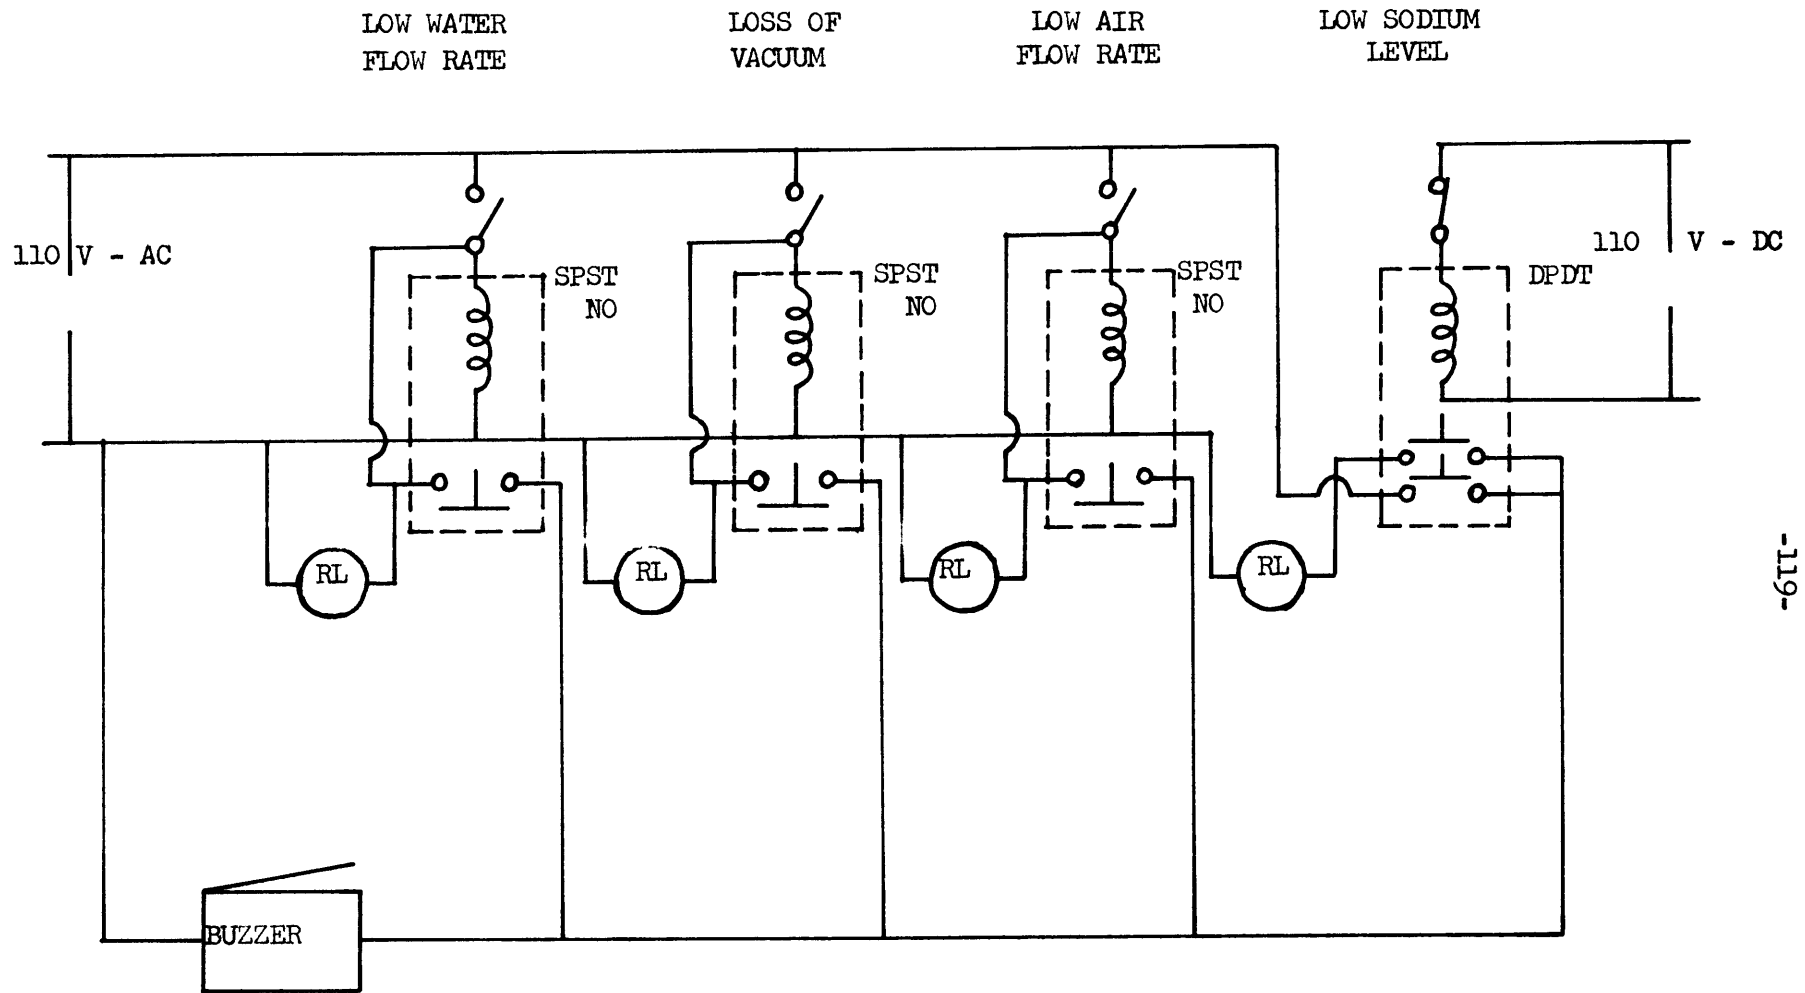 LOW WATER
FLOW RATE
LOSS OF
VACUUM
LOW AIR
FLOW RATE
LOW SODIUM
LEVEL
110 V - AC
SPST
NO
SPST
NO
SPST
NO
110 V - DC
DPDT
RL
RL
RL
RL
BUZZER
-119-